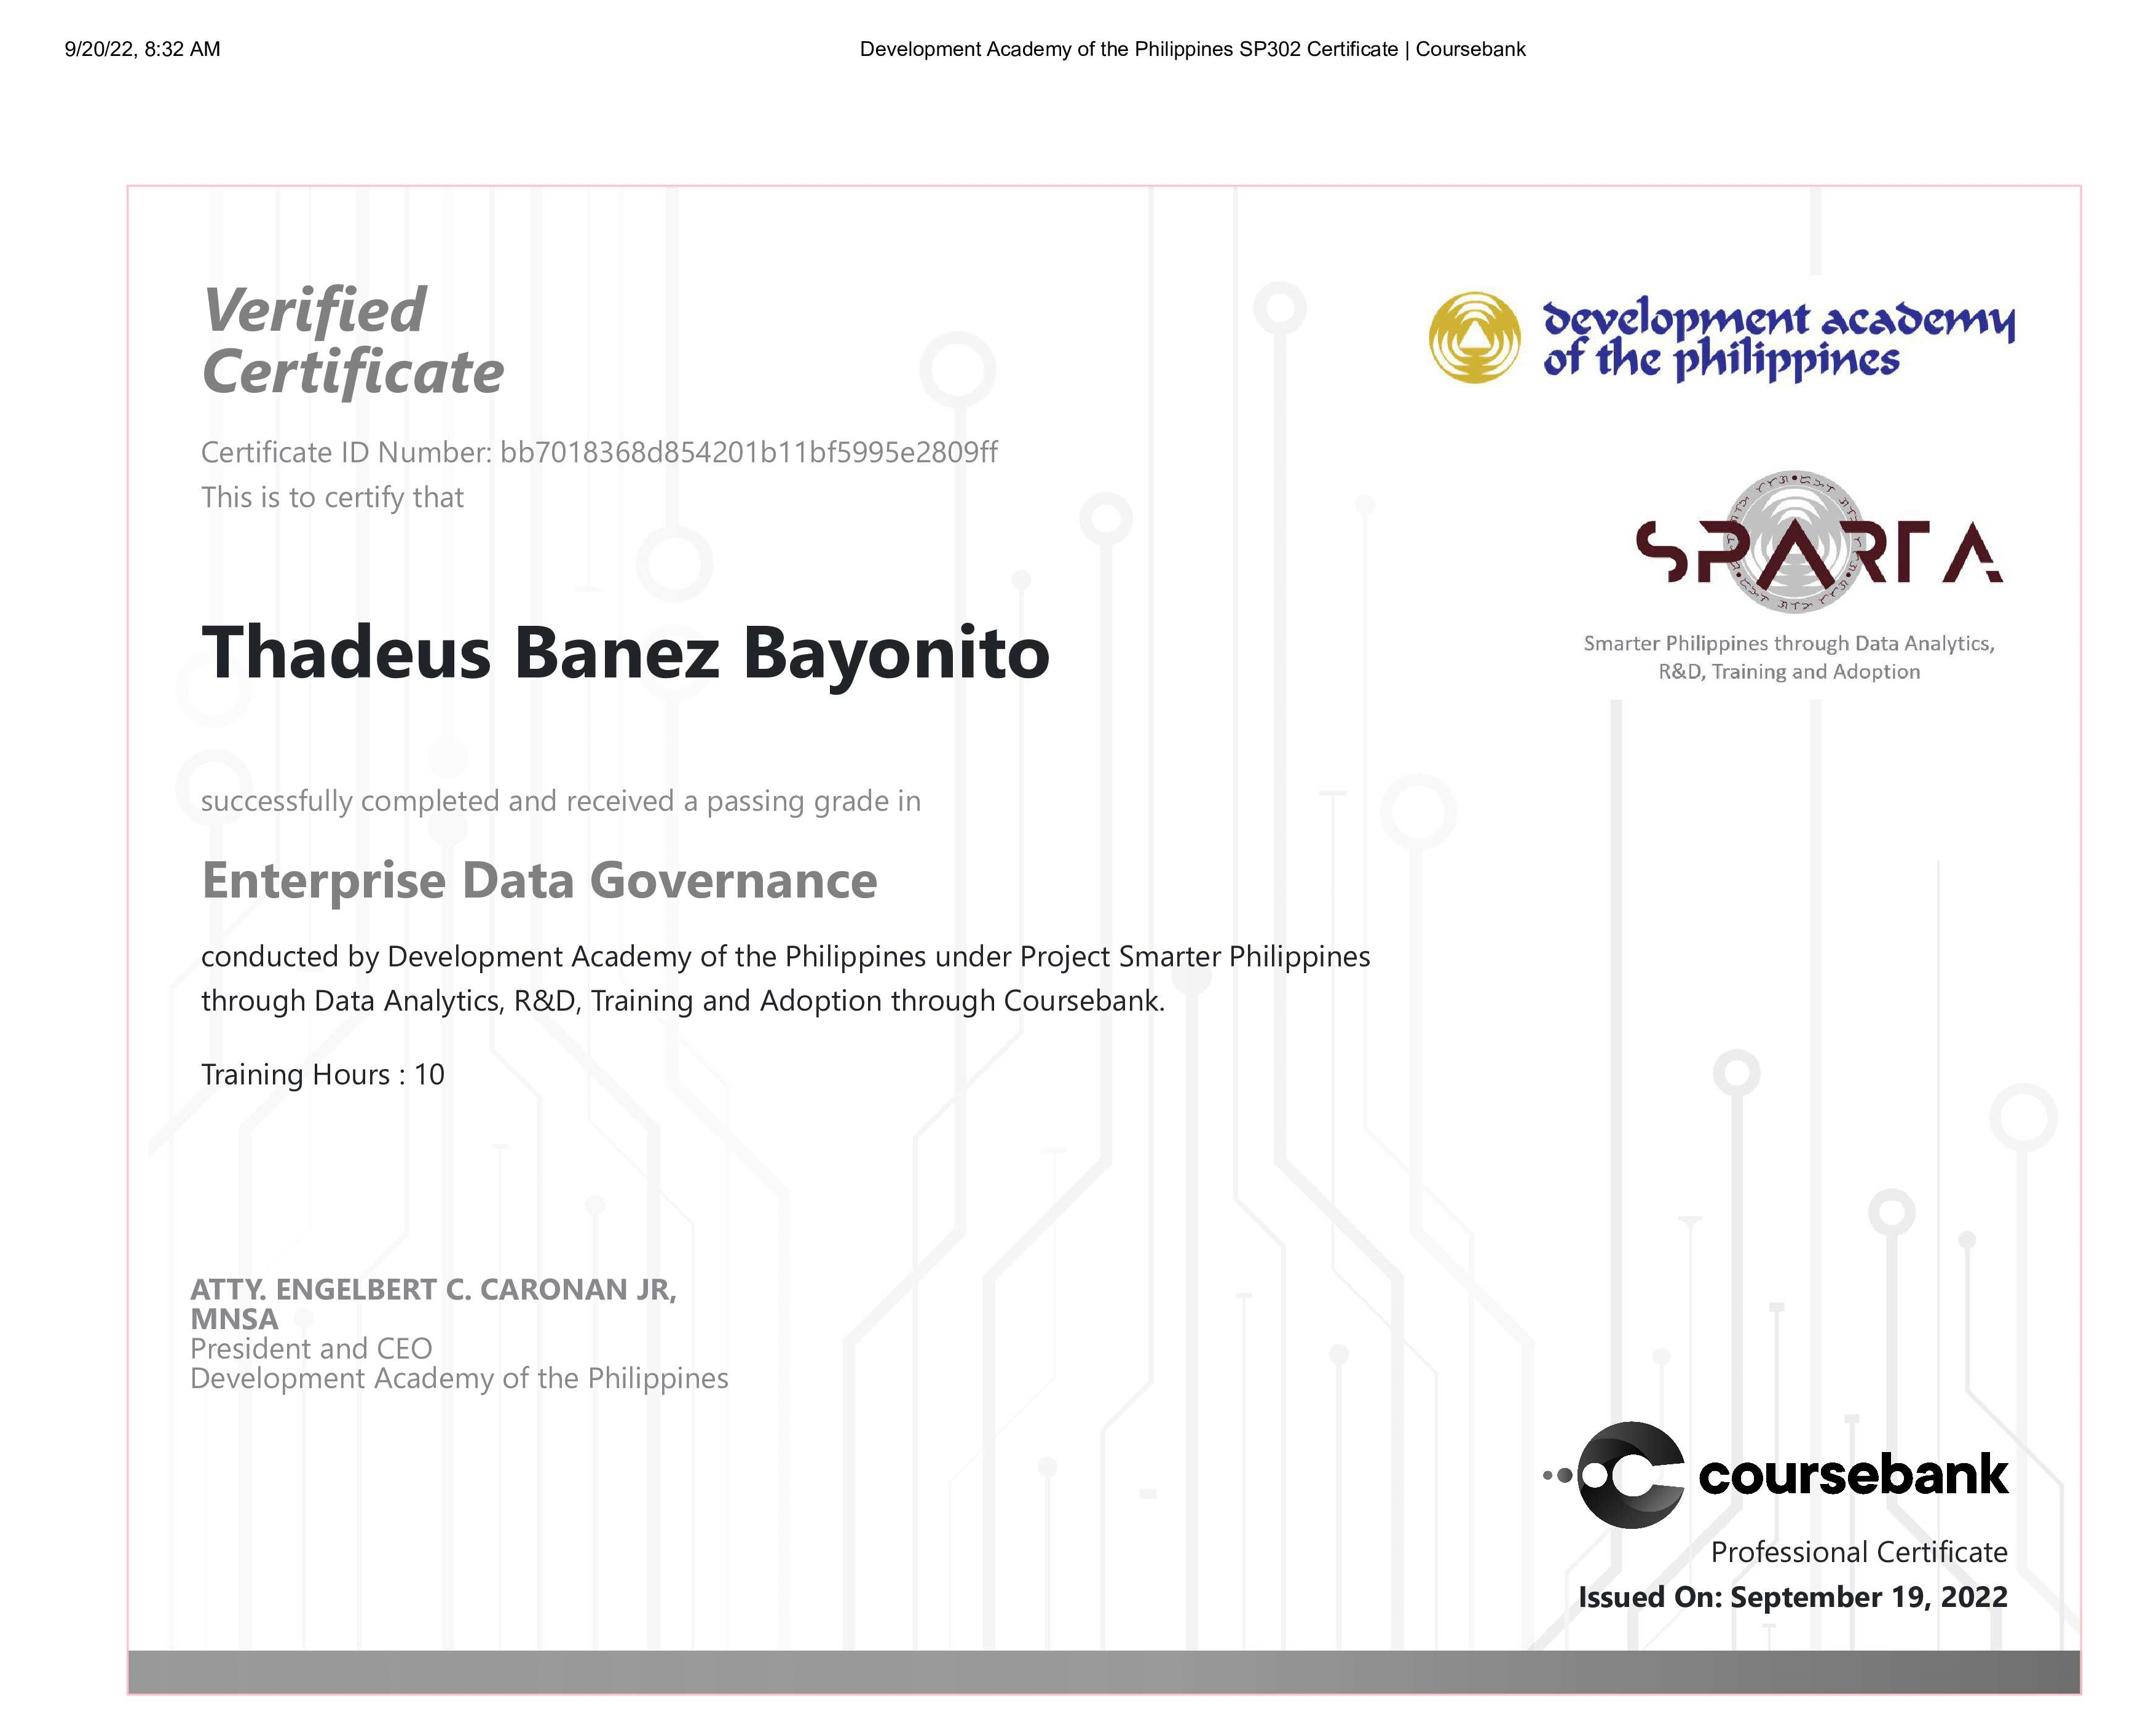 9/20/22, 8:32 AM
Development Academy of the Philippines SP302 Certificate | Coursebank
Verified
Certificate
development academy
of the philippines
Certificate ID Number: bb7018368d854201b11bf5995e2809ff
This is to certify that
SPARTA
Smarter Philippines through Data Analytics,
R&D, Training and Adoption
Thadeus Banez Bayonito
successfully completed and received a passing grade in
Enterprise Data Governance
conducted by Development Academy of the Philippines under Project Smarter Philippines
through Data Analytics, R&D, Training and Adoption through Coursebank.
Training Hours : 10
ATTY. ENGELBERT C. CARONAN JR,
MNSA
President and CEO
Development Academy of the Philippines
coursebank
Professional Certificate
Issued On: September 19, 2022